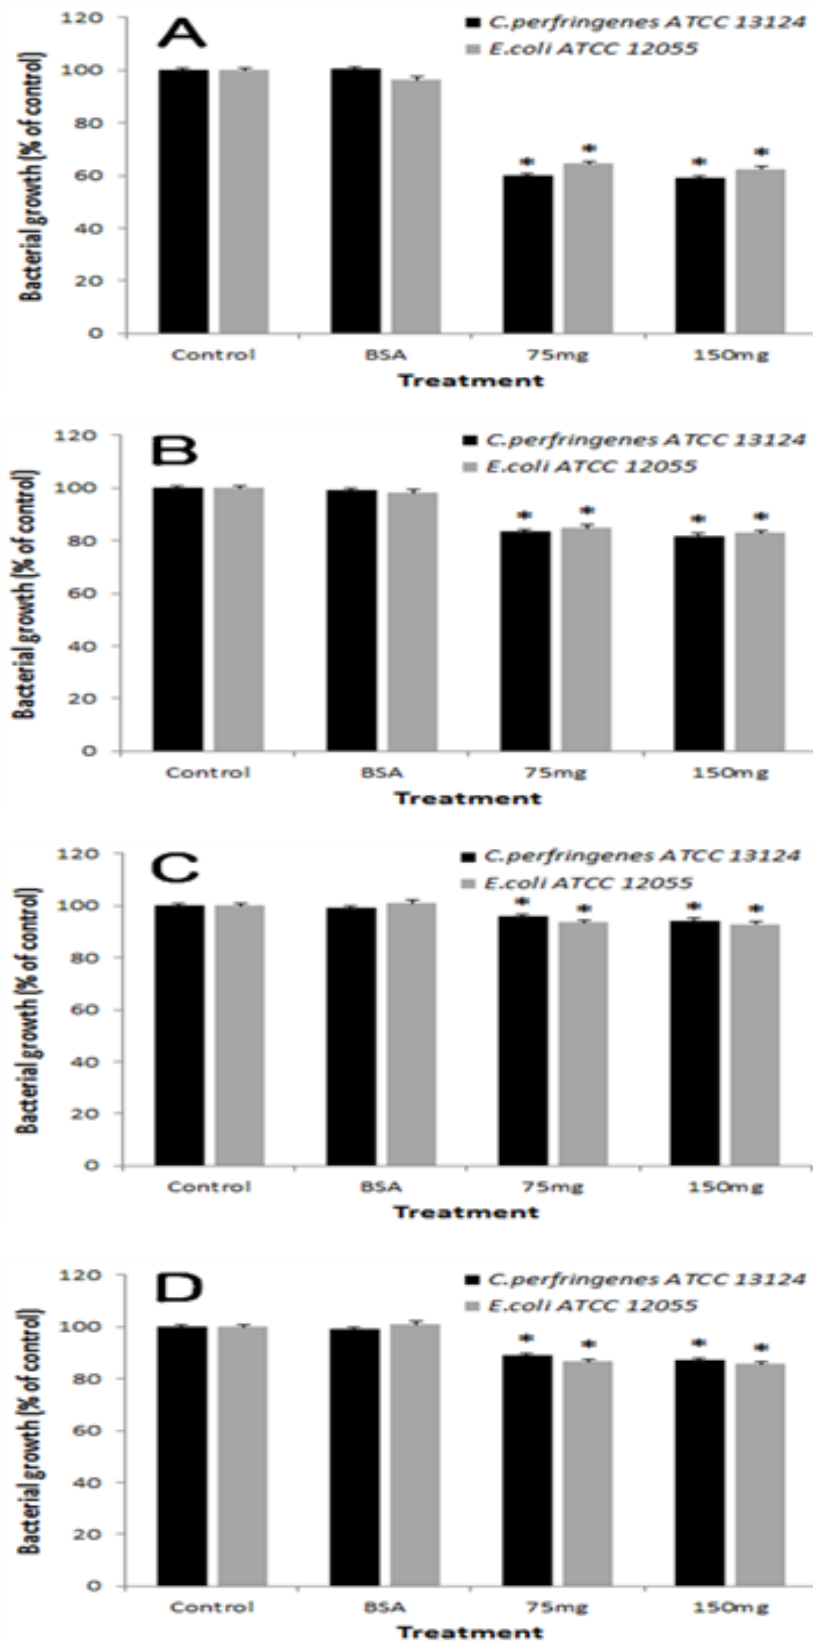 A
C.perfringenes ATCC 13124
E.coli ATCC 12055
Bacterial growth (% of control)
120
100
80
60
40
20
0
Control BSA 75mg 150mg
* * * *
Treatment
B
C.perfringenes ATCC 13124
E.coli ATCC 12055
Bacterial growth (% of control)
120
100
80
60
40
20
0
Control BSA 75mg 150mg
* * * *
Treatment
C
C.perfringenes ATCC 13124
E.coli ATCC 12055
Bacterial growth (% of control)
120
100
80
60
40
20
0
Control BSA 75mg 150mg
* * * *
Treatment
D
C.perfringenes ATCC 13124
E.coli ATCC 12055
Bacterial growth (% of control)
120
100
80
60
40
20
0
Control BSA 75mg 150mg
* * * *
Treatment